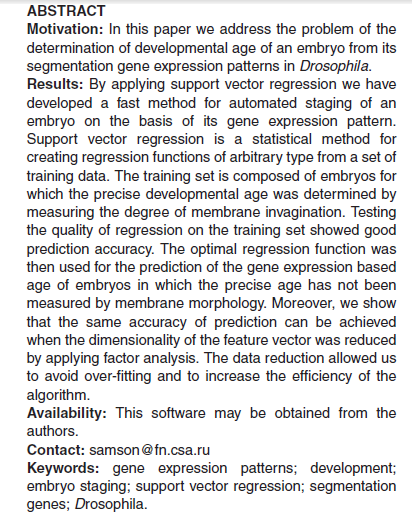 ABSTRACT
Motivation: In this paper we address the problem of the
determination of developmental age of an embryo from its
segmentation gene expression patterns in Drosophila.
Results: By applying support vector regression we have
developed a fast method for automated staging of an
embryo on the basis of its gene expression pattern.
Support vector regression is a statistical method for
creating regression functions of arbitrary type from a set of
training data. The training set is composed of embryos for
which the precise developmental age was determined by
measuring the degree of membrane invagination. Testing
the quality of regression on the training set showed good
prediction accuracy. The optimal regression function was
then used for the prediction of the gene expression based
age of embryos in which the precise age has not been
measured by membrane morphology. Moreover, we show
that the same accuracy of prediction can be achieved
when the dimensionality of the feature vector was reduced
by applying factor analysis. The data reduction allowed us
to avoid over-fitting and to increase the efficiency of the
algorithm.
Availability: This software may be obtained from the
authors.
Contact: samson@fn.csa.ru
Keywords: gene expression patterns; development;
embryo staging; support vector regression; segmentation
genes; Drosophila.